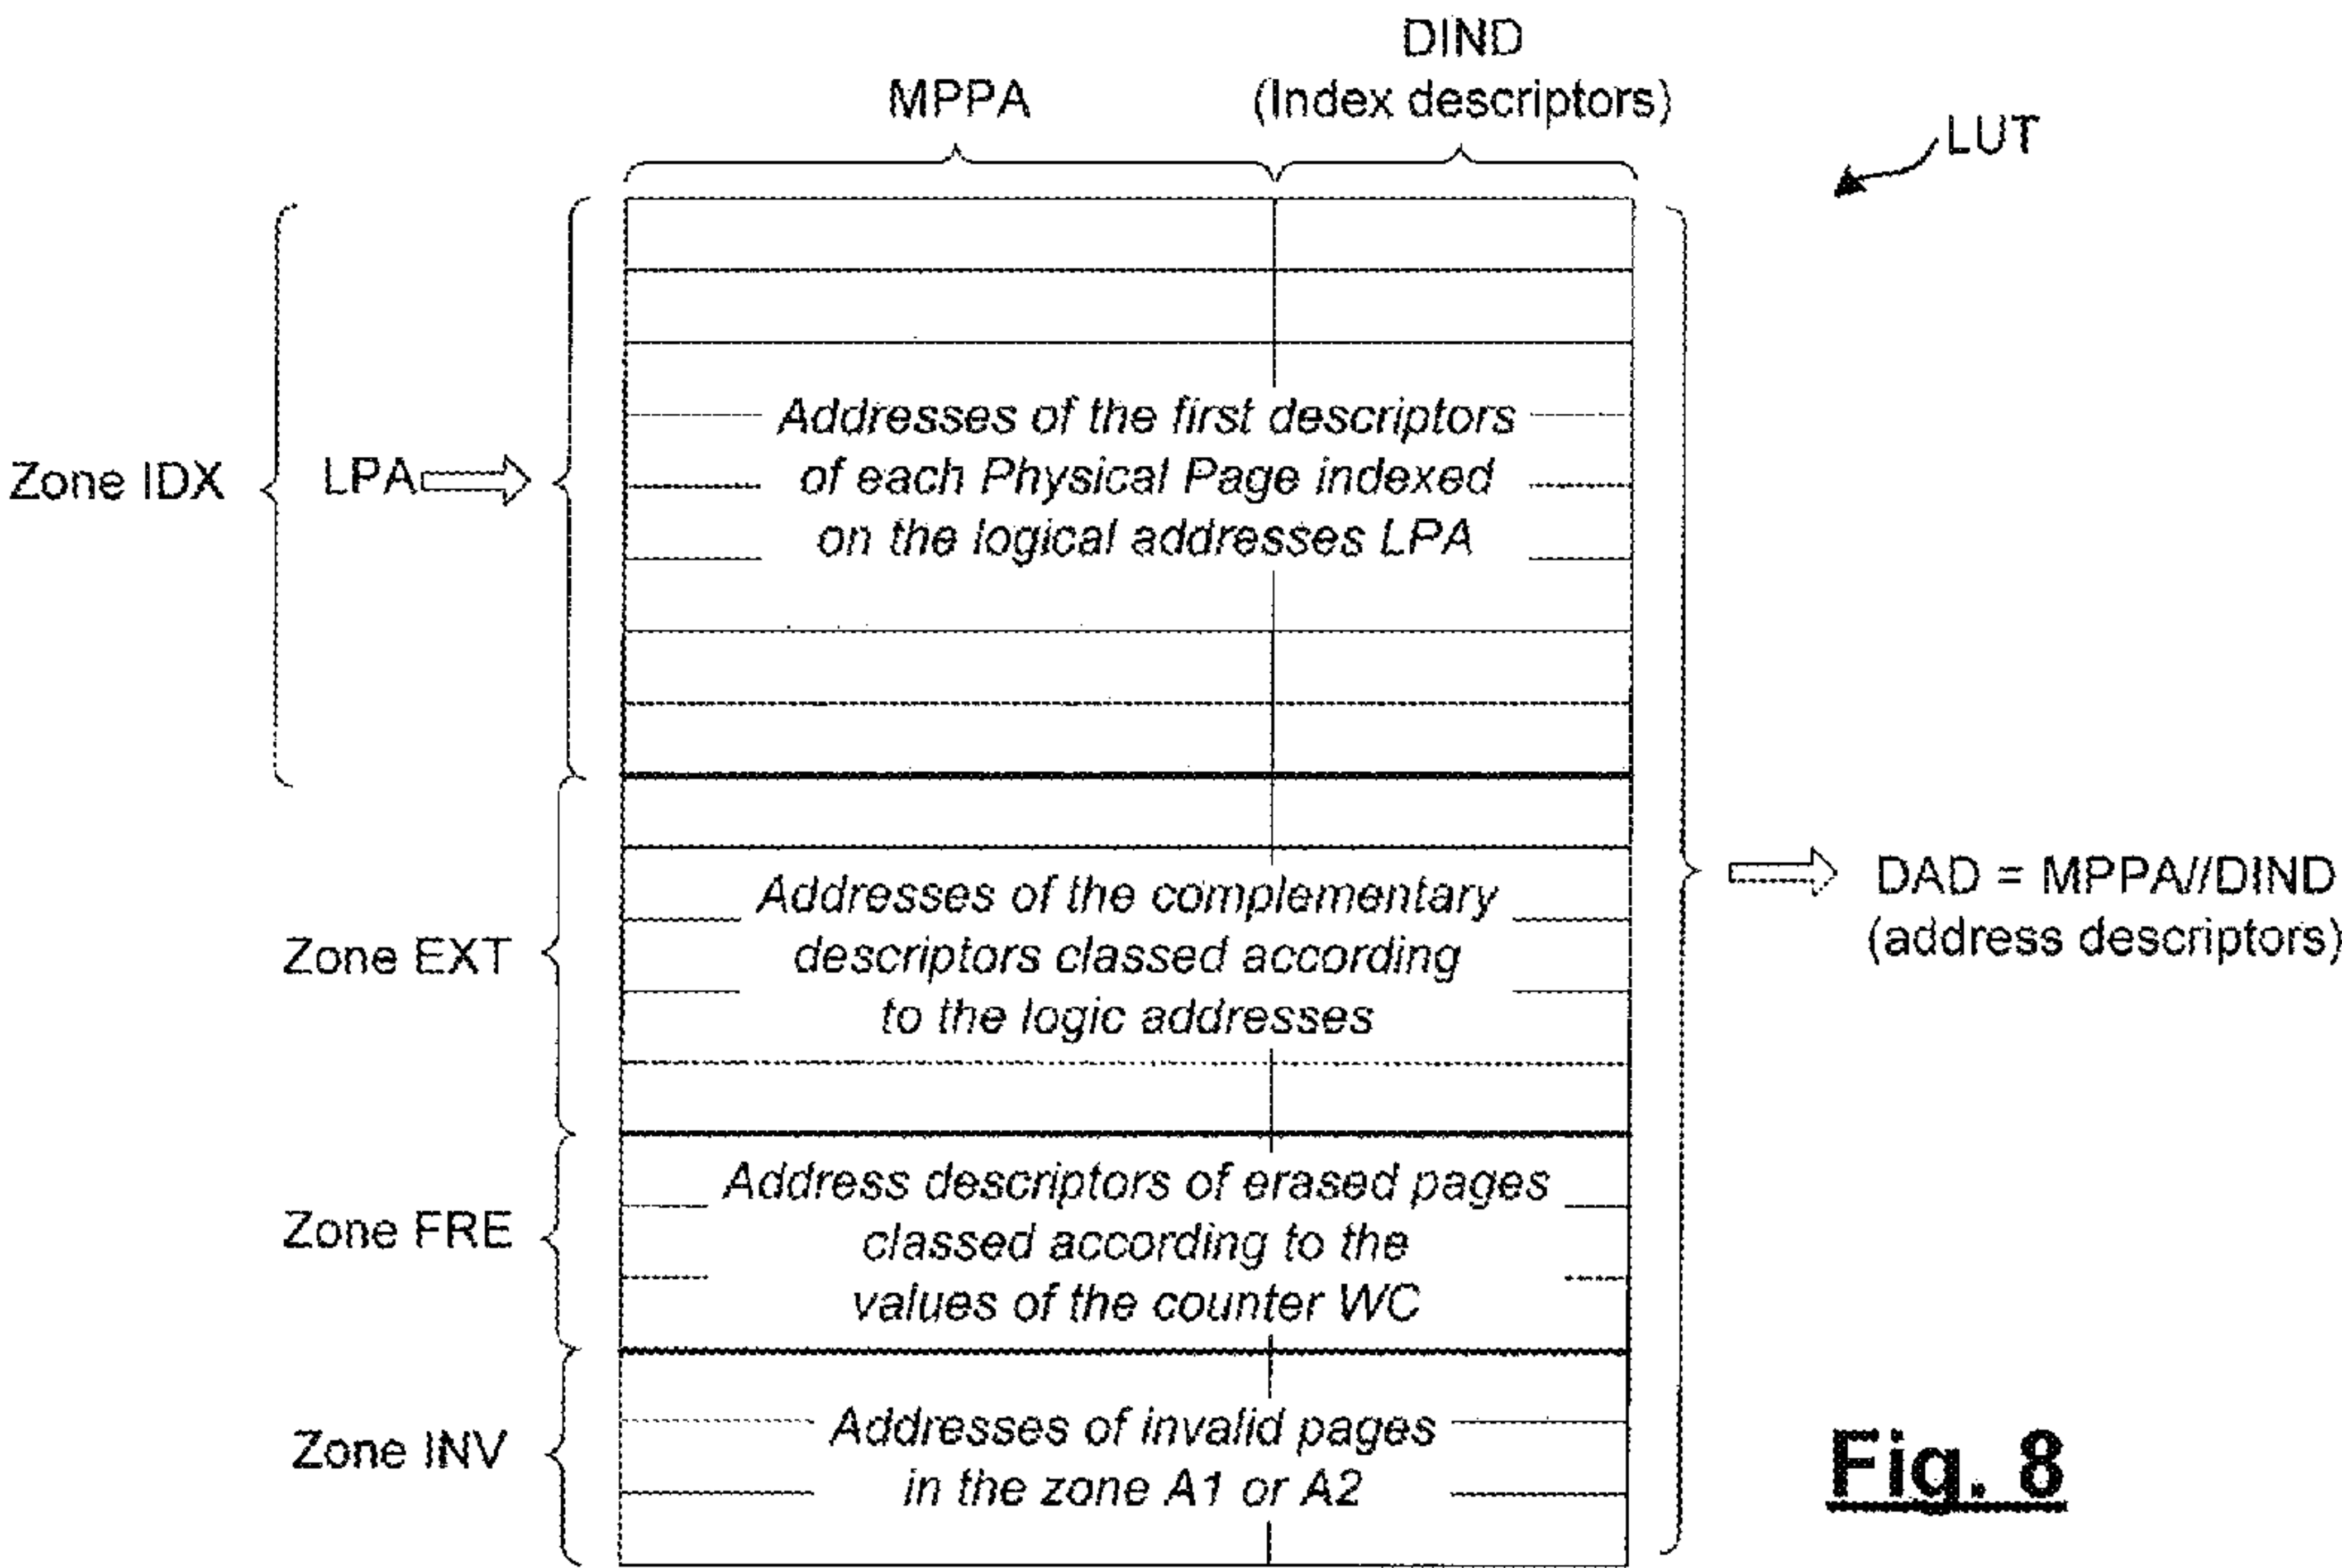 DIND
MPPA
(Index descriptors)
LUT
Addresses of the first descriptors
Zone IDX
LPA
of each Physical Page indexed
on the logical addresses LPA
Addresses of the complementary
DAD = MPPA//DIND
Zone EXT
descriptors classed according
(address descriptors)
to the logic addresses
Address descriptors of erased pages
Zone FRE
classed according to the
values of the counter WC
Addresses of invalid pages
Zone INV
in the zone A1 or A2
Fig. 8